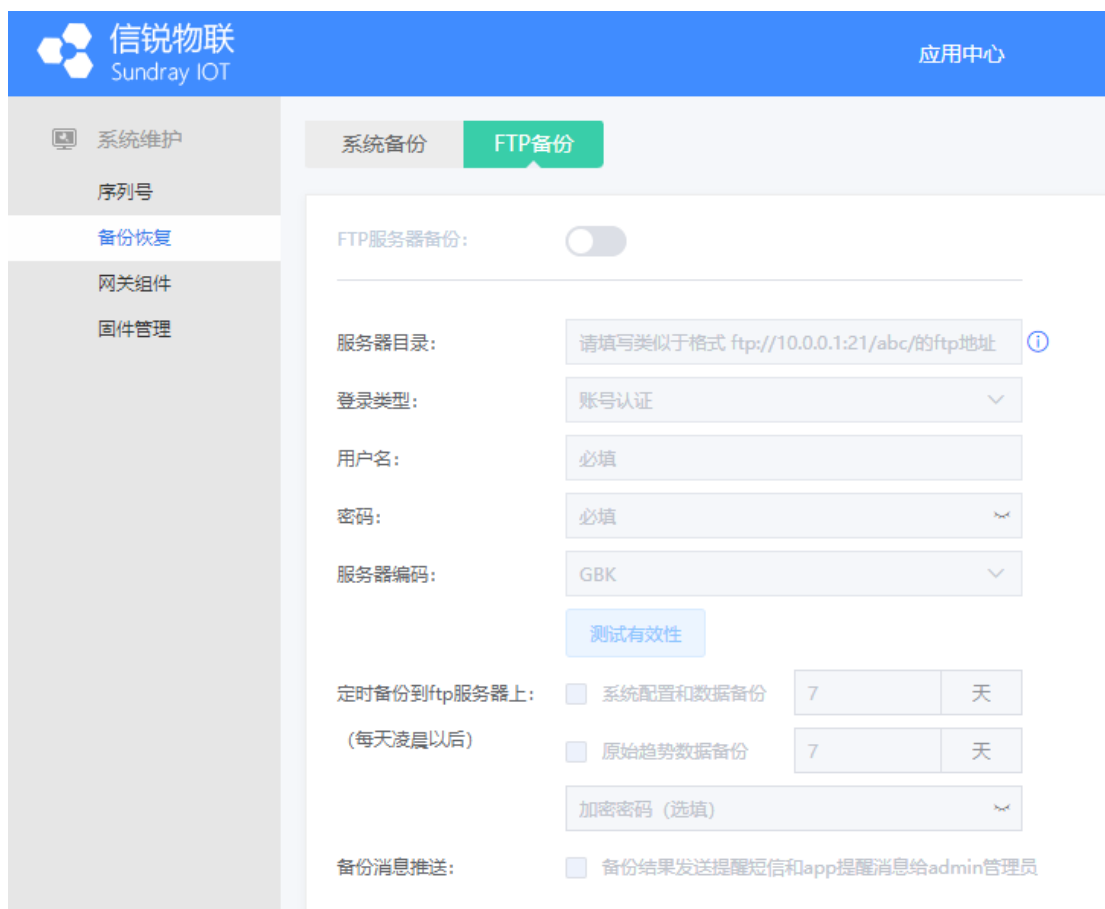 信锐物联
Sundray IOT
应用中心
系统维护
序列号
备份恢复
网关组件
固件管理
系统备份
FTP备份
FTP服务器备份:
服务器目录:
请填写类似于格式 ftp://10.0.0.1:21/abc/的ftp地址
登录类型:
账号认证
用户名:
必填
密码:
必填
服务器编码:
GBK
测试有效性
定时备份到ftp服务器上:
系统配置和数据备份
7
天
(每天凌晨以后)
原始趋势数据备份
7
天
加密密码 (选填)
备份消息推送:
备份结果发送提醒短信和app提醒消息给admin管理员